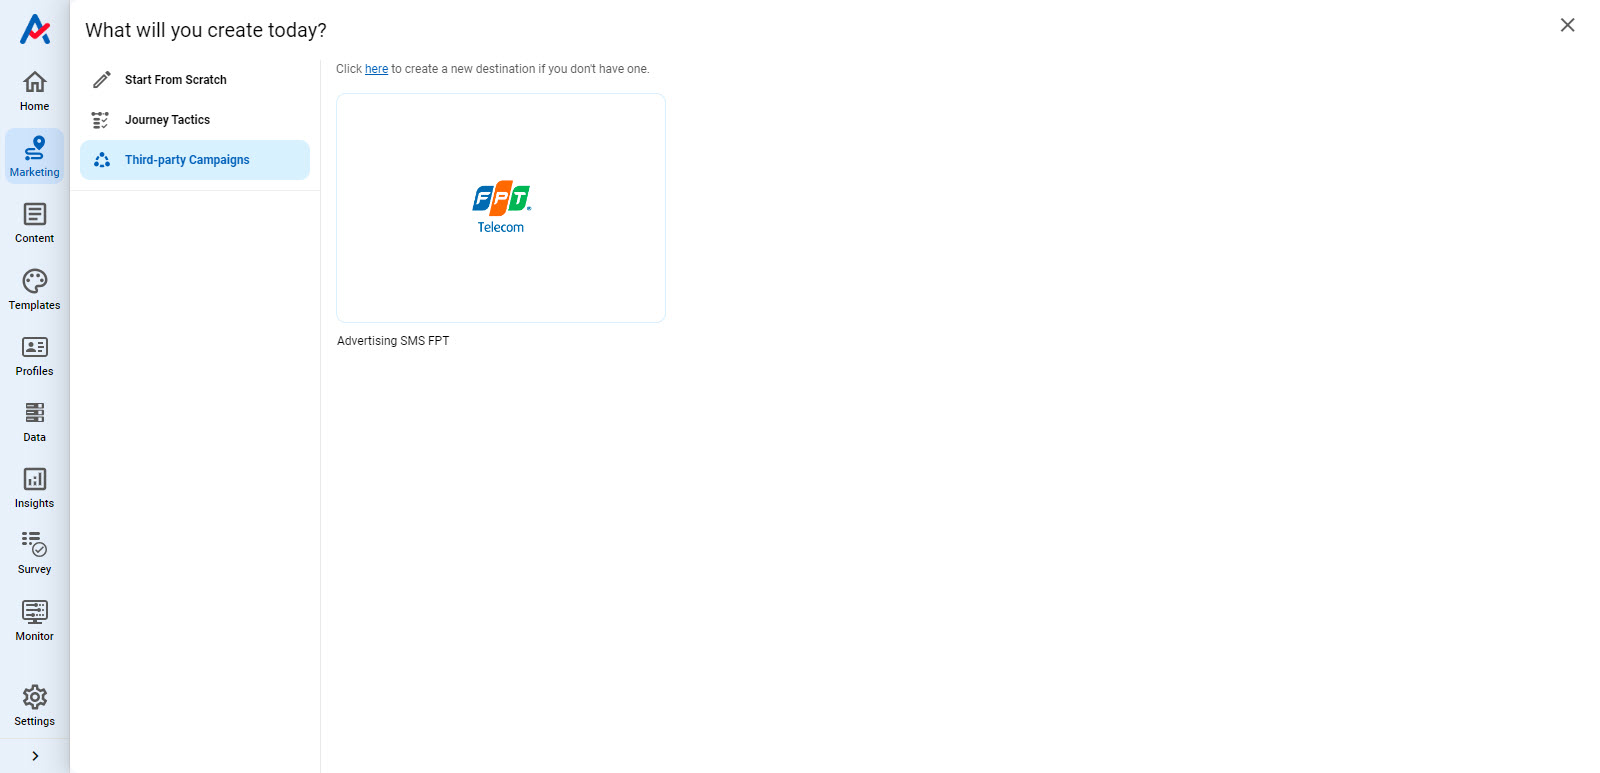 What will you create today?
Home
Marketing
Content
Templates
Profiles
Data
Insights
Survey
Monitor
Settings
Start From Scratch
Journey Tactics
Third-party Campaigns
Click here to create a new destination if you don't have one.
FPT
Telecom
Advertising SMS FPT